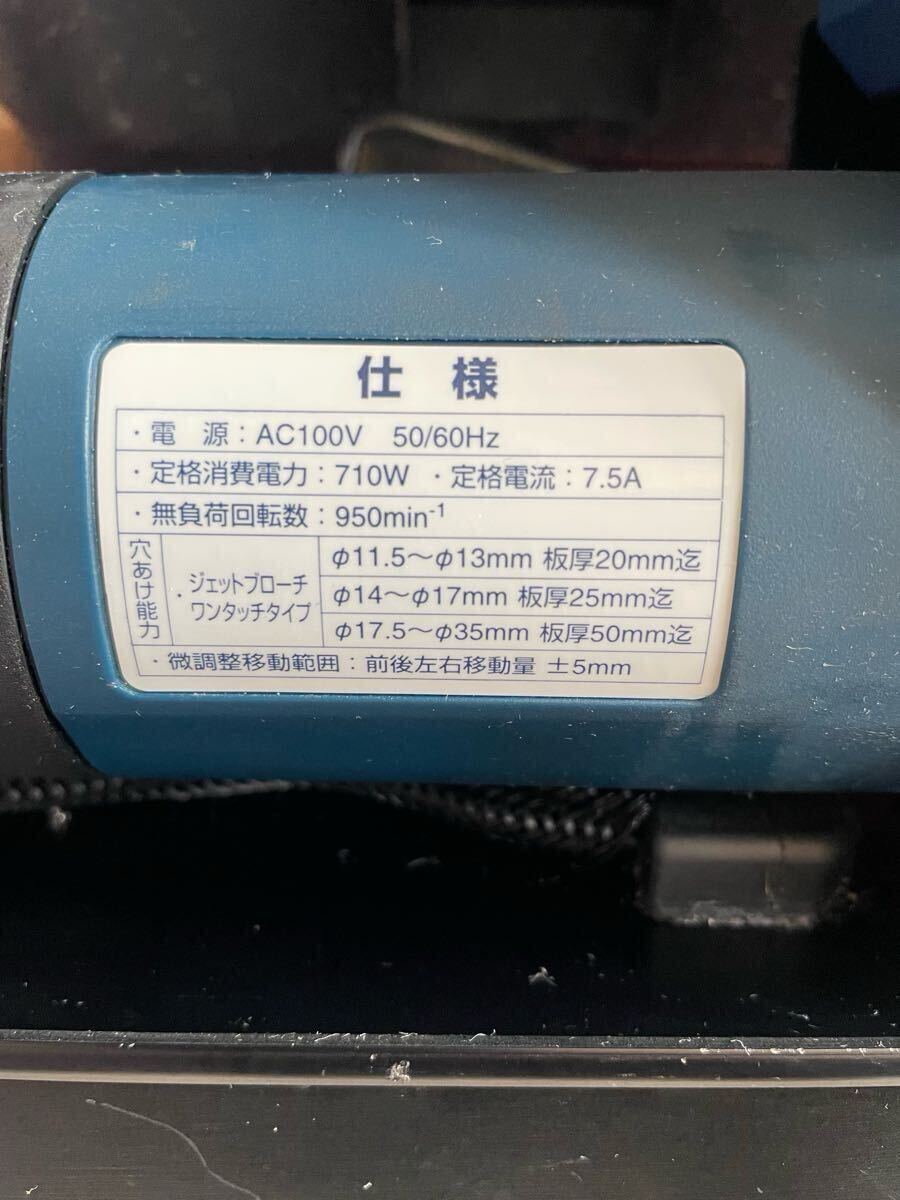 仕 様
・電 源：AC100V 50/60Hz
・定格消費電力：710W ・定格電流：7.5A
・無負荷回転数：950min⁻¹
穴あけ能力
・ジェットブローチ
ワンタッチタイプ
φ11.5～φ13mm 板厚20mm迄
φ14～φ17mm 板厚25mm迄
φ17.5～φ35mm 板厚50mm迄
・微調整移動範囲：前後左右移動量 ±5mm